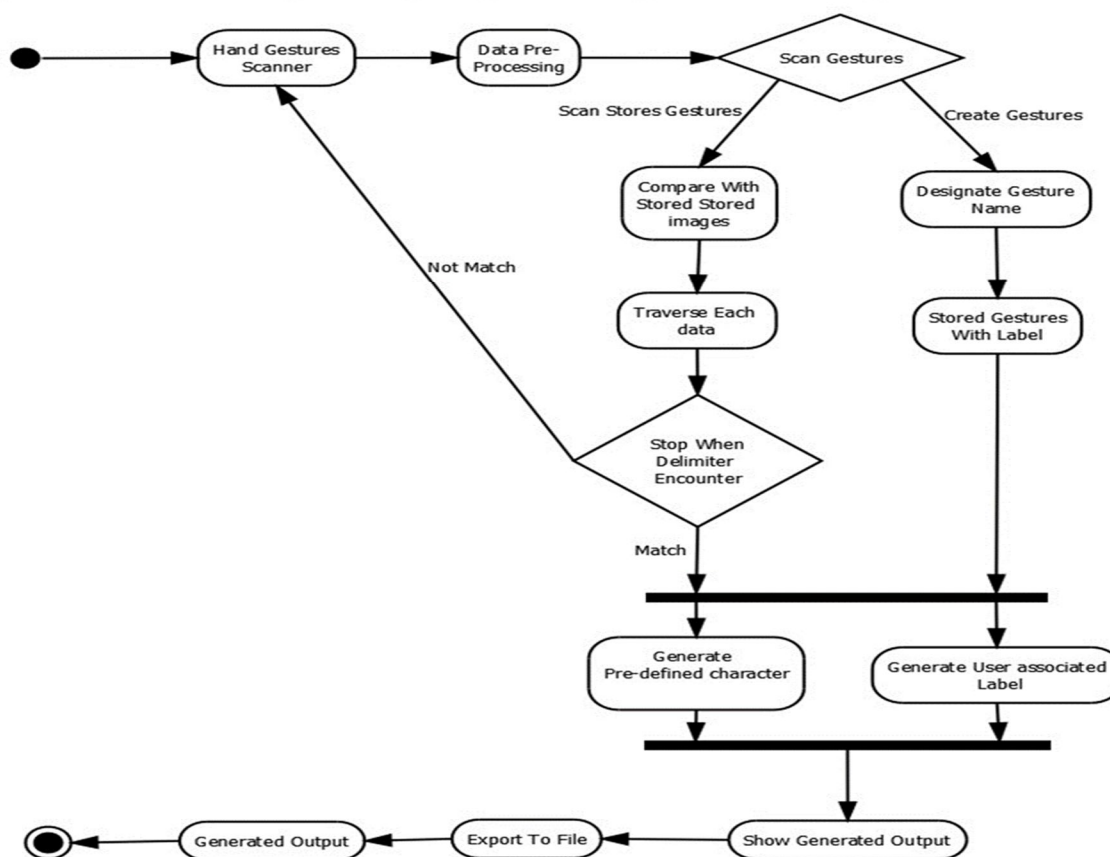 Hand Gestures
Scanner
Data Pre-
Processing
Scan Gestures
Scan Stores Gestures
Create Gestures
Compare With
Stored Stored
images
Designate Gesture
Name
Not Match
Traverse Each
data
Stored Gestures
With Label
Stop When
Delimiter
Encounter
Match
Generate
Pre-defined character
Generate User associated
Label
Generated Output
Export To File
Show Generated Output